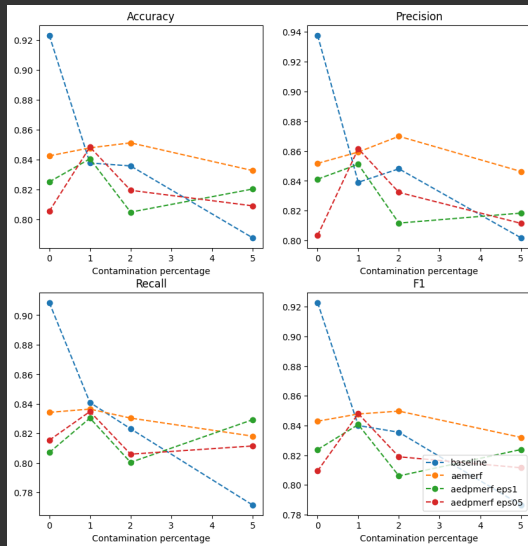 Accuracy
0.92
0.90
0.88
0.86
0.84
0.82
0.80
0 1 2 3 4 5
Contamination percentage
Precision
0.94
0.92
0.90
0.88
0.86
0.84
0.82
0.80
0 1 2 3 4 5
Contamination percentage
Recall
0.90
0.88
0.86
0.84
0.82
0.80
0.78
0 1 2 3 4 5
Contamination percentage
F1
0.92
0.90
0.88
0.86
0.84
0.82
0.80
0.78
baseline
aemerf
aedpmerf eps1
aedpmerf eps05
0 1 2 3 4 5
Contamination percentage